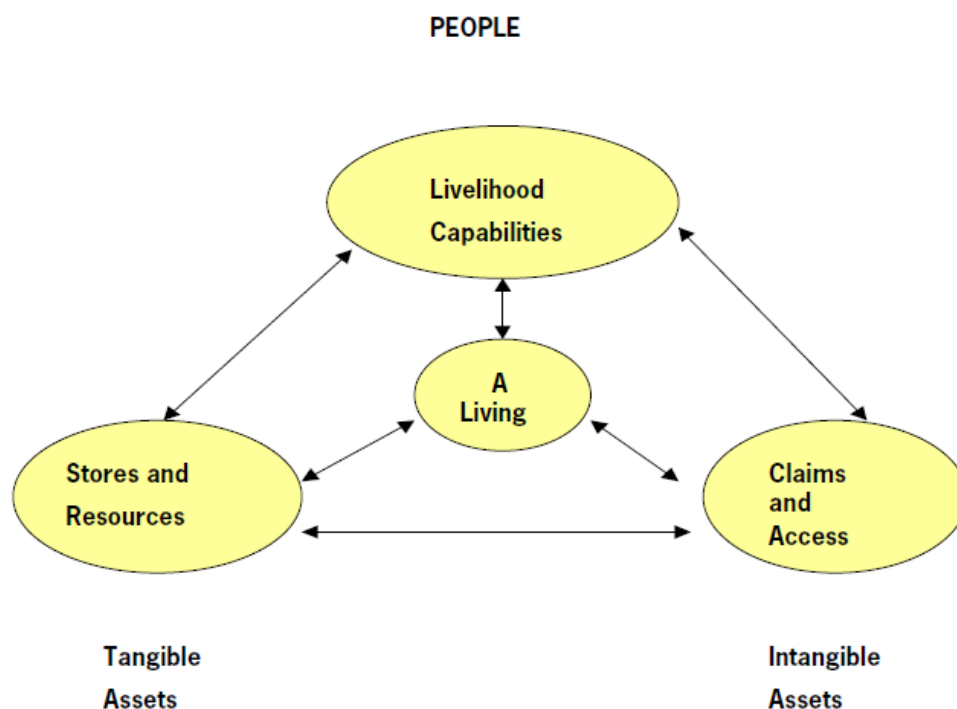 PEOPLE
Livelihood
Capabilities
A
Living
Stores and
Resources
Claims
and
Access
Tangible
Assets
Intangible
Assets